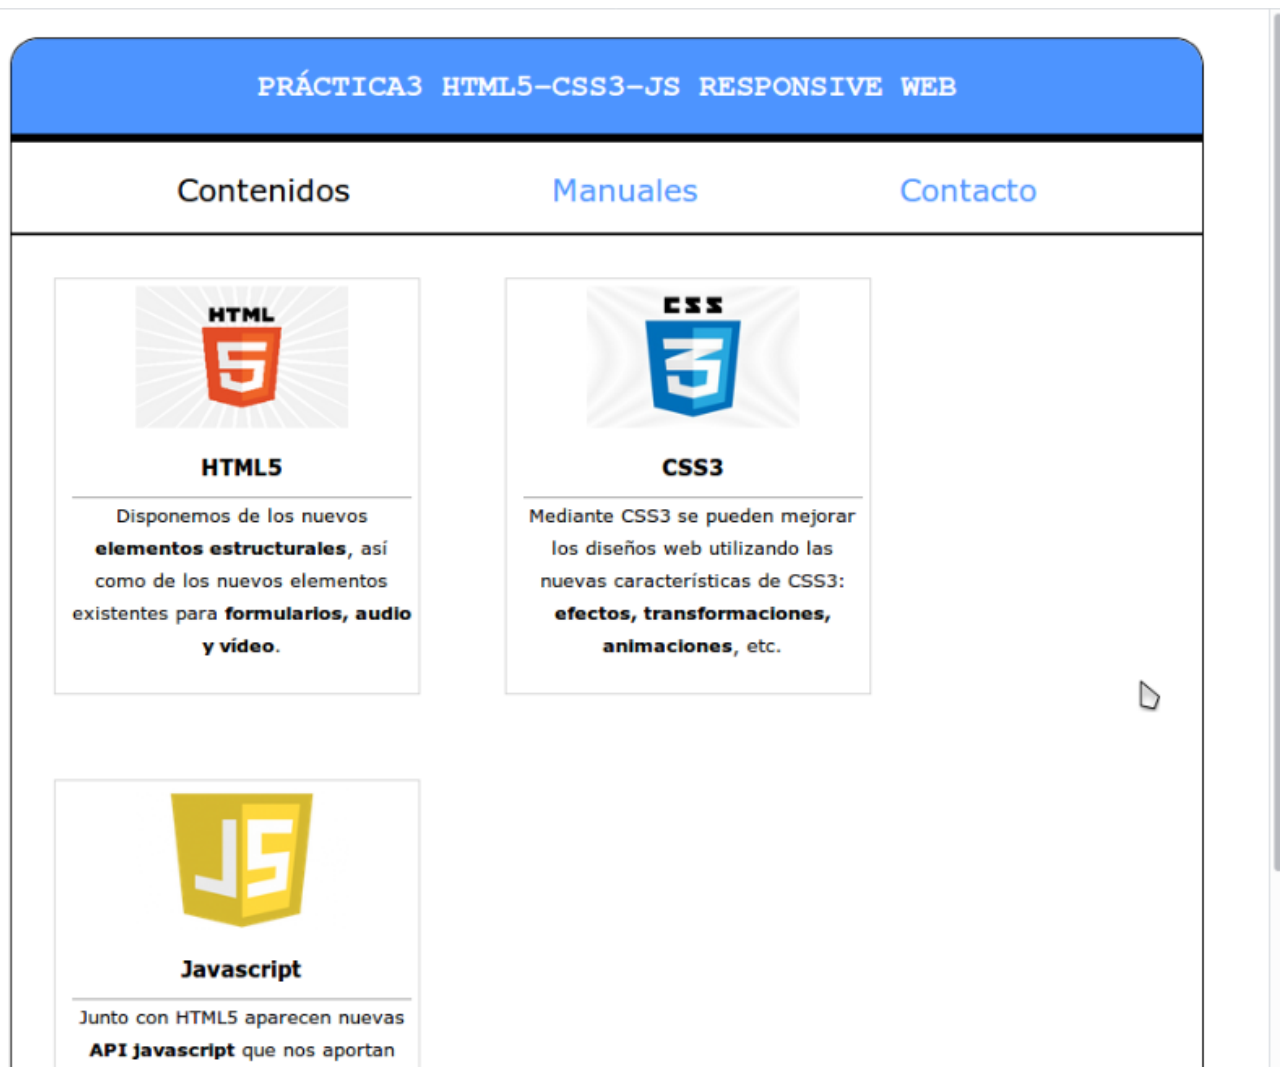 PRÁCTICA3 HTML5-CSS3-JS RESPONSIVE WEB
Contenidos
Manuales
Contacto
HTML
5
HTML5
Disponemos de los nuevos
elementos estructurales, así
como de los nuevos elementos
existentes para formularios, audio
y vídeo.
CSS
3
CSS3
Mediante CSS3 se pueden mejorar
los diseños web utilizando las
nuevas características de CSS3:
efectos, transformaciones,
animaciones, etc.
JS
Javascript
Junto con HTML5 aparecen nuevas
API javascript que nos aportan